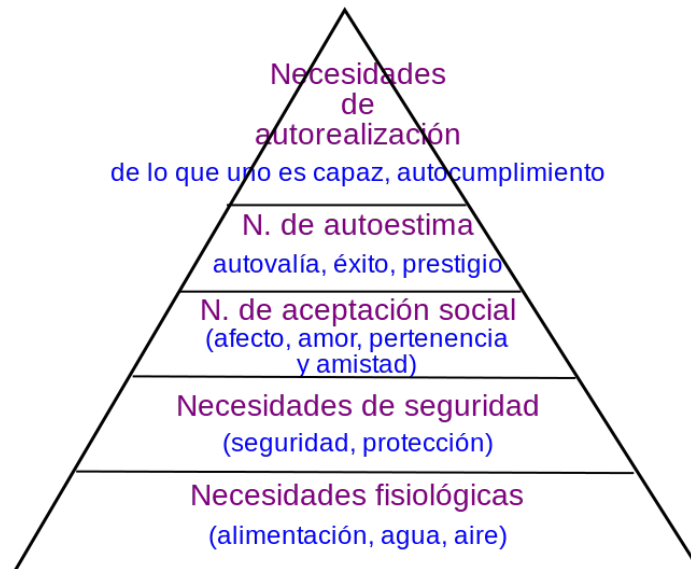 Necesidades
de
autorealización
de lo que uno es capaz, autocumplimiento
N. de autoestima
autovalía, éxito, prestigio
N. de aceptación social
(afecto, amor, pertenencia
y amistad)
Necesidades de seguridad
(seguridad, protección)
Necesidades fisiológicas
(alimentación, agua, aire)